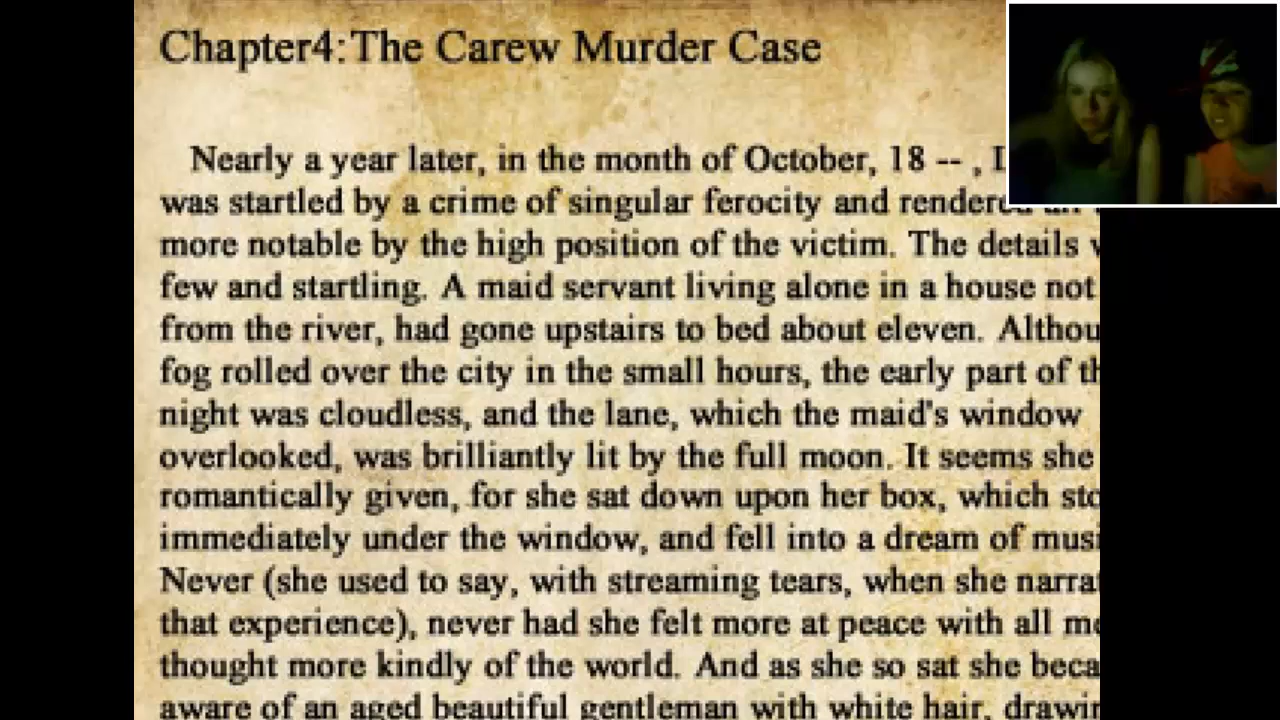 Chapter4:The Carew Murder Case
Nearly a year later, in the month of October, 18 -- ,
was startled by a crime of singular ferocity and rendered
more notable by the high position of the victim. The details
few and startling. A maid servant living alone in a house not
from the river, had gone upstairs to bed about eleven.
fog rolled over the city in the small hours, the early part of
night was cloudless, and the lane, which the maid's window
overlooked, was brilliantly lit by the full moon. It seems she
romantically given, for she sat down upon her box, which
immediately under the window, and fell into a dream of
Never (she used to say, with streaming tears, when she
that experience), never had she felt more at peace with all
thought more kindly of the world. And as she so sat she
aware of an aged beautiful gentleman with white hair,